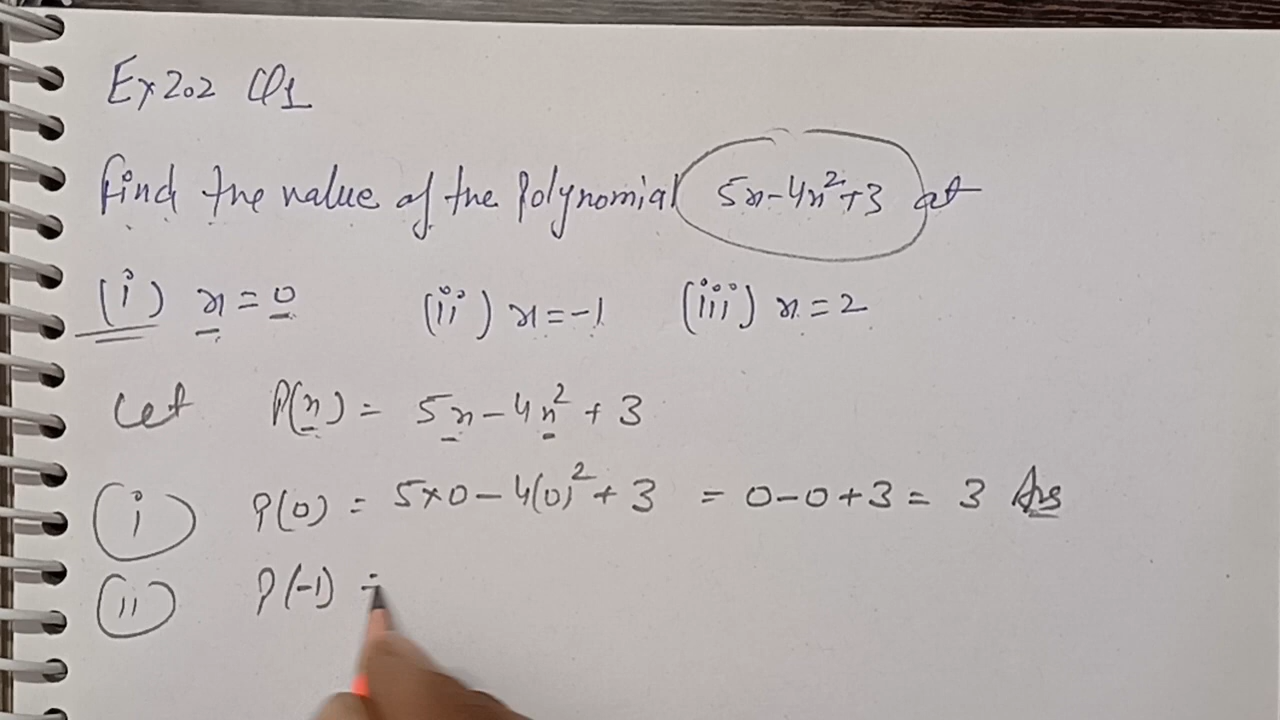 Ex 2.2 Q1
Find the value of the Polynomial 5x-4x²+3 at
(i) x=0 (ii) x=-1 (iii) x=2
Let P(x) = 5x-4x²+3
(i) P(0) = 5×0-4(0)²+3 = 0-0+3 = 3 Ans
(ii) P(-1) =